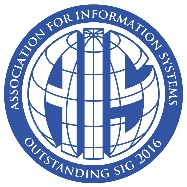 ASSOCIATION FOR INFORMATION SYSTEMS
AIS
OUTSTANDING SIG 2016